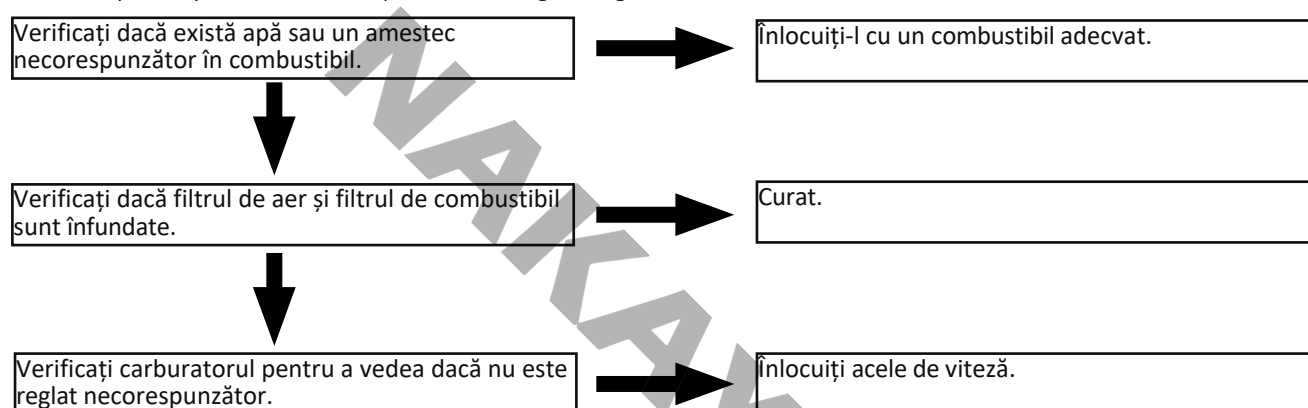 Verificați dacă există apă sau un amestec
necorespunzător în combustibil.
Înlocuiți-l cu un combustibil adecvat.
Verificați dacă filtrul de aer și filtrul de combustibil
sunt înfundate.
Curat.
Verificați carburatorul pentru a vedea dacă nu este
reglat necorespunzător.
Înlocuiți acele de viteză.